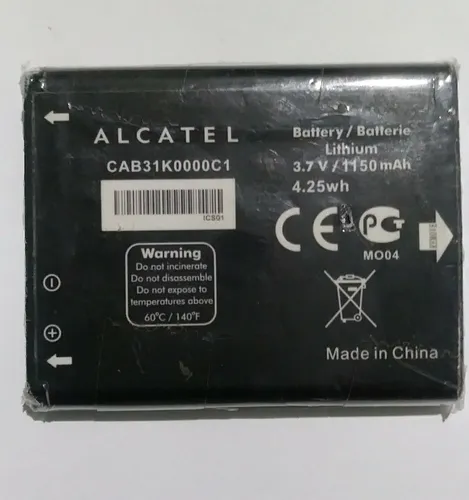 ALCATEL
CAB31K0000C1
ICS01
Battery / Batterie
Lithium
3.7 V / 1150 mAh
4.25wh
CE
PC
MO04
Warning
Do not incinerate
Do not disassemble
Do not expose to
temperatures above
60°C / 140°F
Made in China